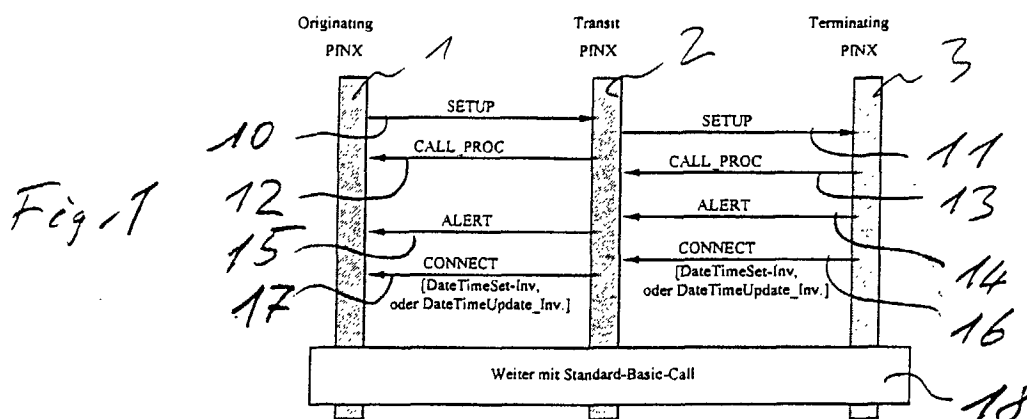 Originating PINX
Transit PINX
Terminating PINX
1
2
3
SETUP
10
SETUP
11
CALL_PROC
12
CALL_PROC
13
Fig. 1
ALERT
14
ALERT
15
CONNECT
[DateTimeSet-Inv,
oder DateTimeUpdate_Inv.]
16
CONNECT
[DateTimeSet-Inv,
oder DateTimeUpdate_Inv.]
17
Weiter mit Standard-Basic-Call
18